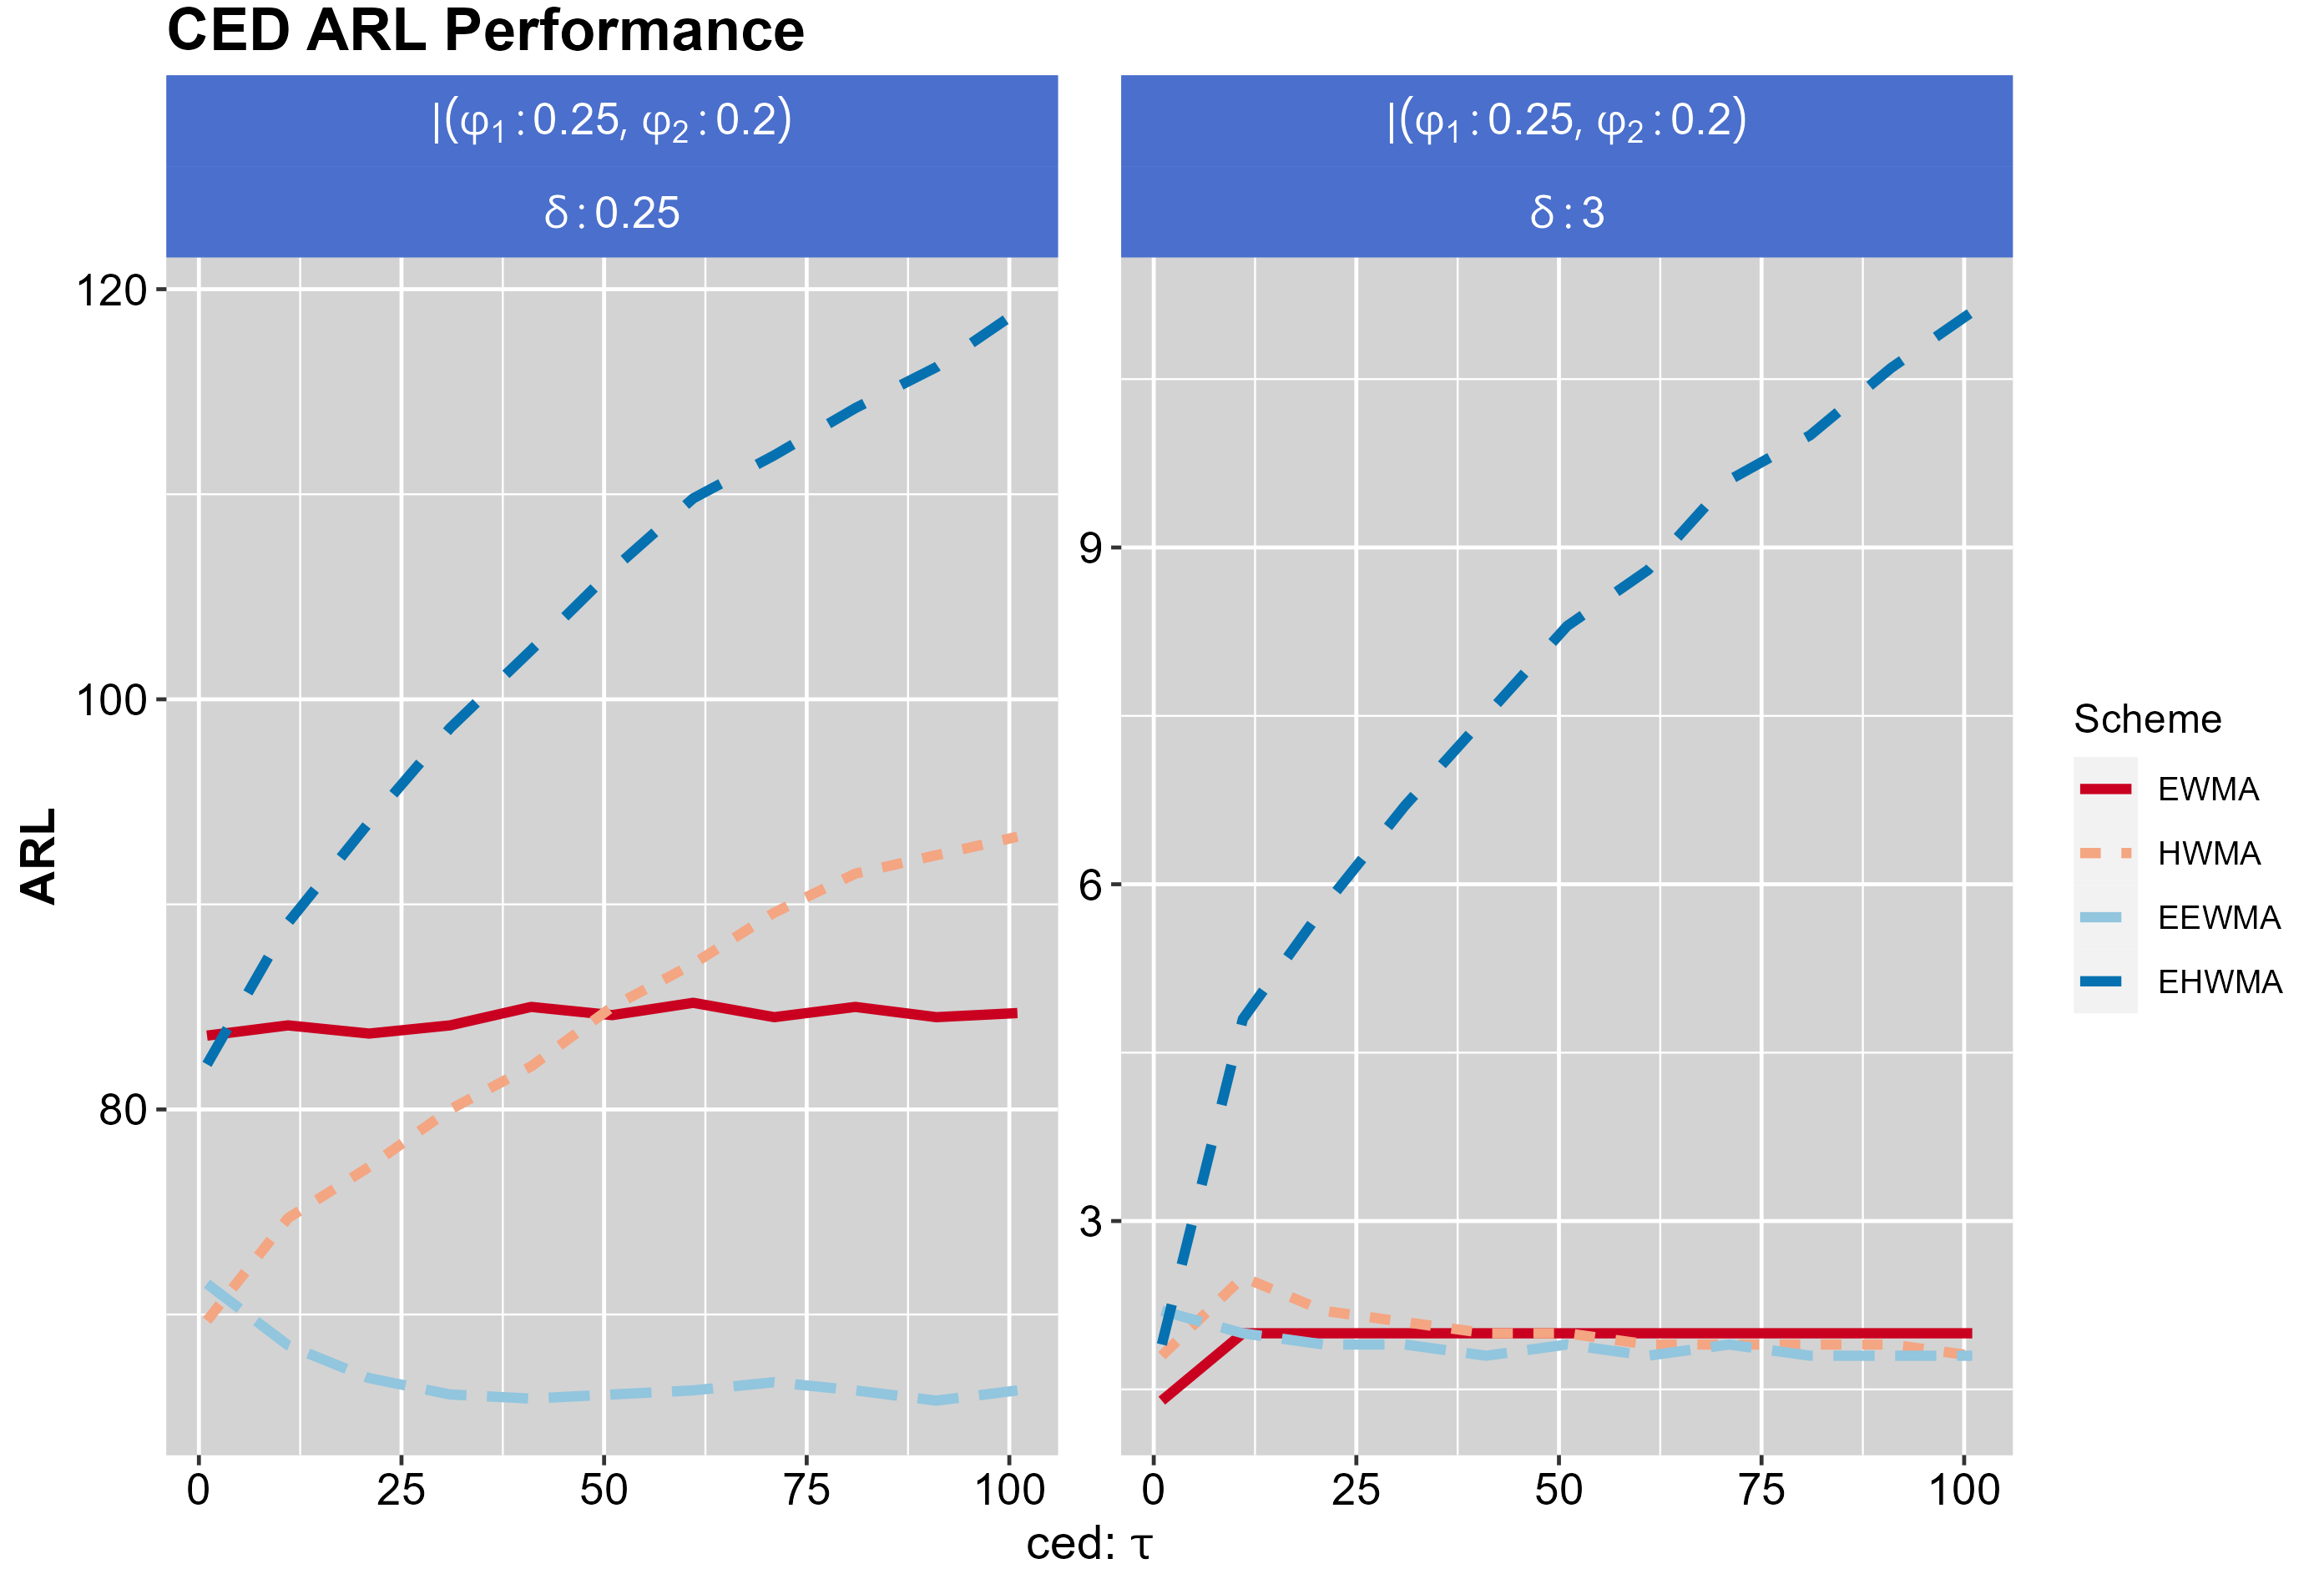 CED ARL Performance
|(φ₁ : 0.25, φ₂ : 0.2)
|(φ₁ : 0.25, φ₂ : 0.2)
δ : 0.25
δ : 3
ARL
120
100
80
9
6
3
0 25 50 75 100
0 25 50 75 100
ced: τ
Scheme
EWMA
HWMA
EEWMA
EHWMA